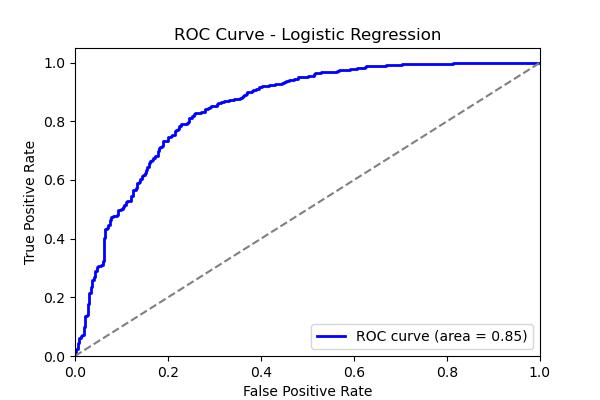 ROC Curve - Logistic Regression
True Positive Rate
1.0
0.8
0.6
0.4
0.2
0.0
ROC curve (area = 0.85)
0.0 0.2 0.4 0.6 0.8 1.0
False Positive Rate